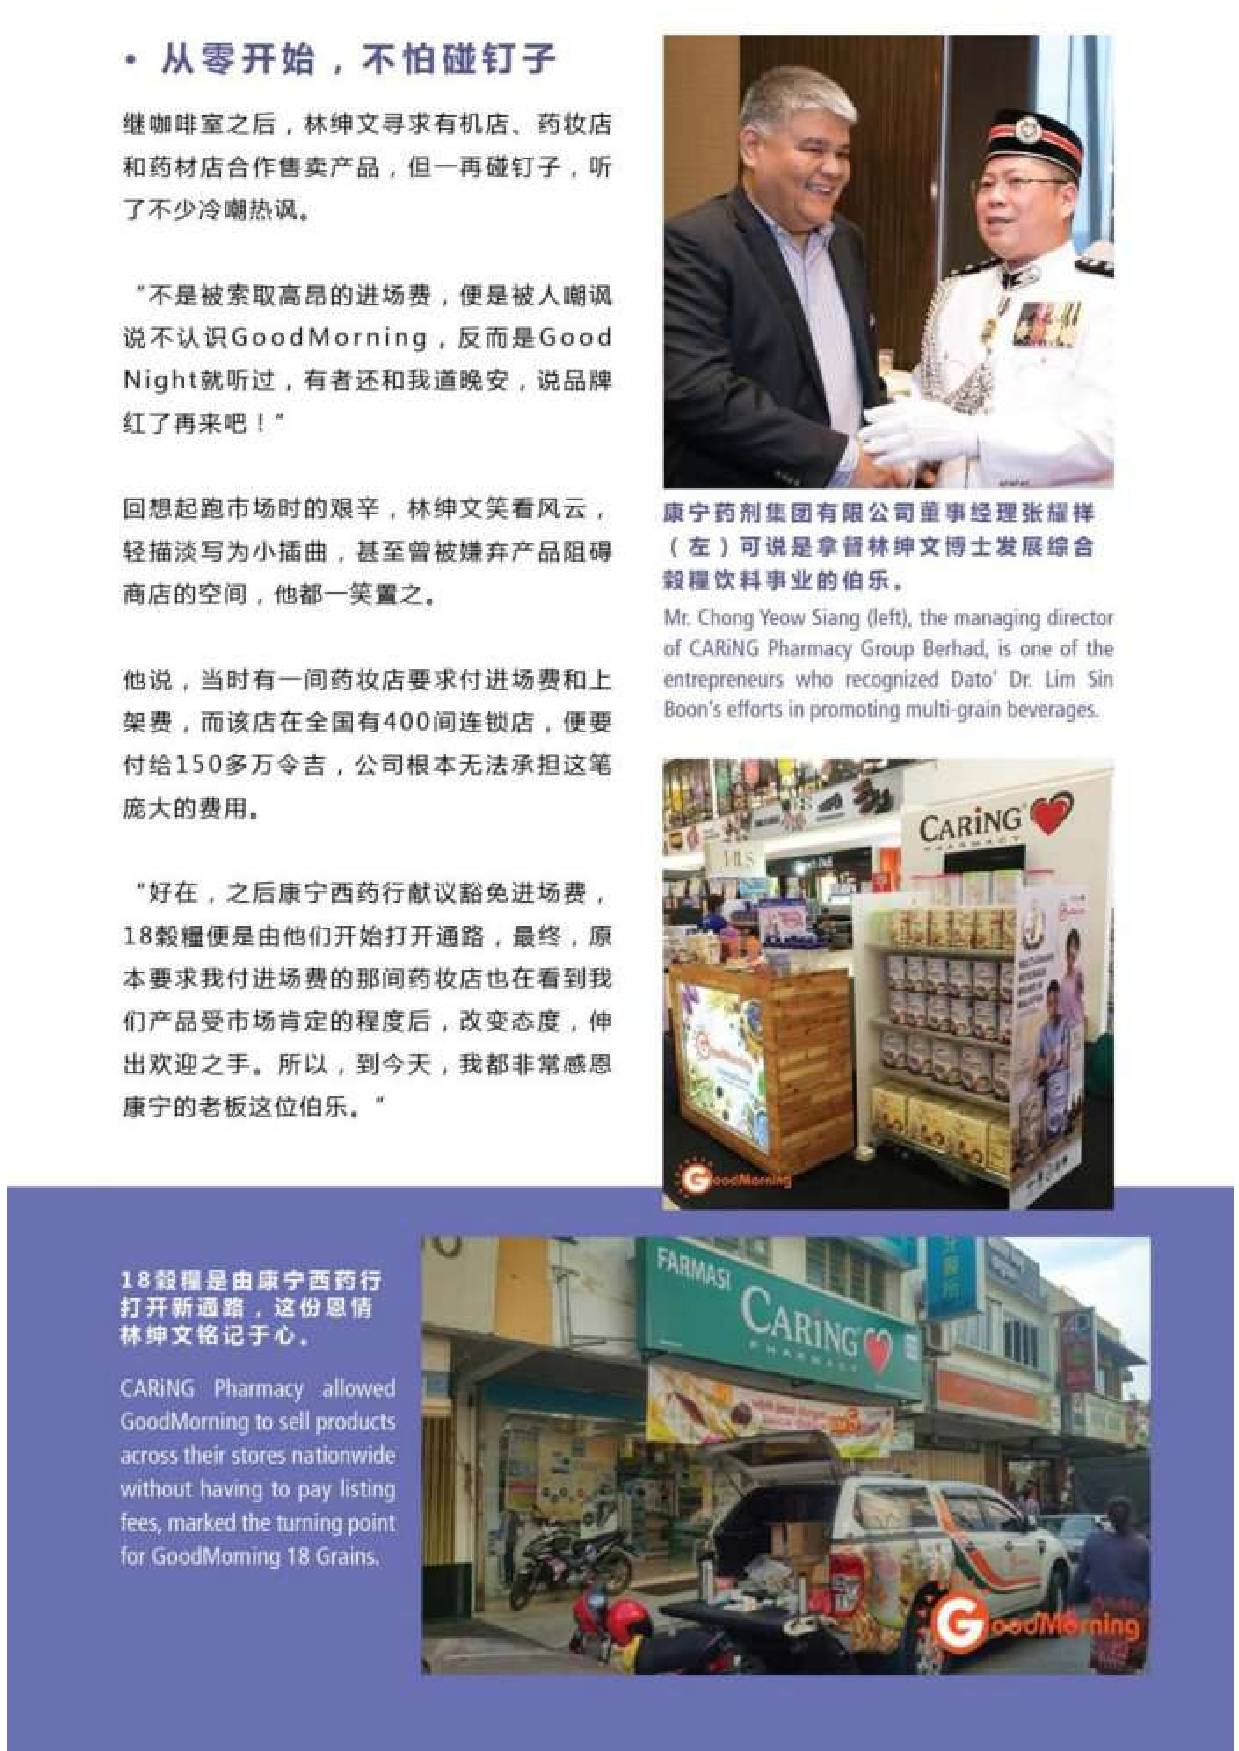 • 从零开始，不怕碰钉子
继咖啡室之后，林绅文寻求有机店、药妆店
和药材店合作售卖产品，但一再碰钉子，听
了不少冷嘲热讽。
“不是被索取高昂的进场费，便是被人嘲讽
说不认识GoodMorning，反而是Good
Night就听过，有者还和我道晚安，说品牌
红了再来吧！”
回想起跑市场时的艰辛，林绅文笑看风云，
轻描淡写为小插曲，甚至曾被嫌弃产品阻碍
商店的空间，他都一笑置之。
他说，当时有一间药妆店要求付进场费和上
架费，而该店在全国有400间连锁店，便要
付给150多万令吉，公司根本无法承担这笔
庞大的费用。
“好在，之后康宁西药行献议豁免进场费，
18穀糧便是由他们开始打开通路，最终，原
本要求我付进场费的那间药妆店也在看到我
们产品受市场肯定的程度后，改变态度，伸
出欢迎之手。所以，到今天，我都非常感恩
康宁的老板这位伯乐。”
康宁药剂集团有限公司董事经理张耀样
（左）可说是拿督林绅文博士发展综合
穀糧饮料事业的伯乐。
Mr. Chong Yeow Siang (left), the managing director
of CARiNG Pharmacy Group Berhad, is one of the
entrepreneurs who recognized Dato' Dr. Lim Sin
Boon's efforts in promoting multi-grain beverages.
CARiNG
PHARMACY
HLS
GoodMorning
GoodMorning
18穀糧是由康宁西药行
打开新通路，这份恩情
林绅文铭记于心。
CARiNG Pharmacy allowed
GoodMorning to sell products
across their stores nationwide
without having to pay listing
fees, marked the turning point
for GoodMorning 18 Grains.
FARMASI
CARiNG
PHARMACY
GoodMorning